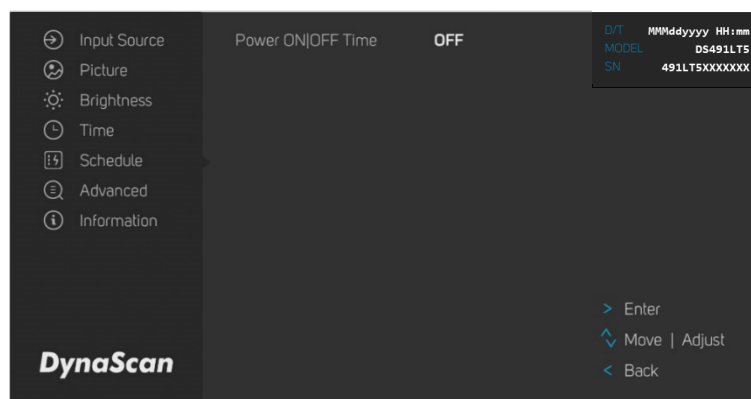 Input Source
Picture
Brightness
Time
Schedule
Advanced
Information
DynaScan
Power ON|OFF Time OFF
D/T MMMddyyyy HH:mm
MODEL DS491LT5
SN 491LT5XXXXXXX
> Enter
Move | Adjust
< Back